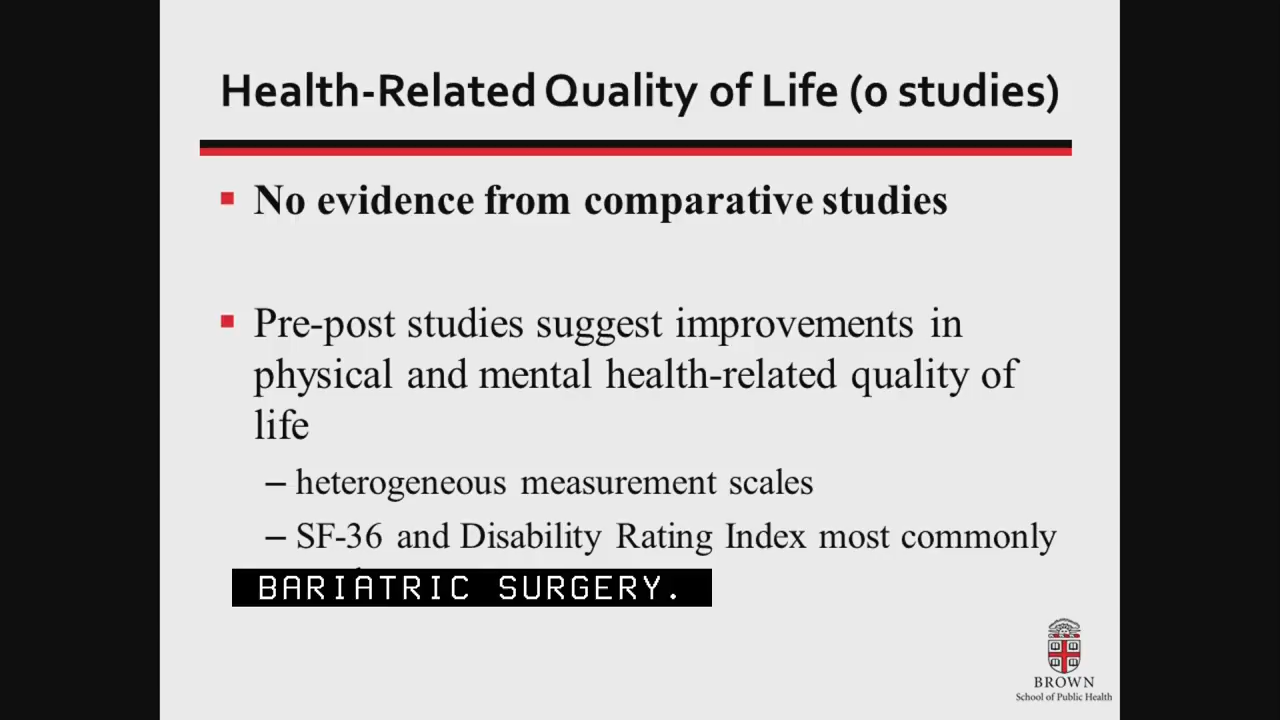 Health-Related Quality of Life (0 studies)
▪ No evidence from comparative studies
▪ Pre-post studies suggest improvements in
physical and mental health-related quality of
life
– heterogeneous measurement scales
– SF-36 and Disability Rating Index most commonly
BARIATRIC SURGERY.
BROWN
School of Public Health